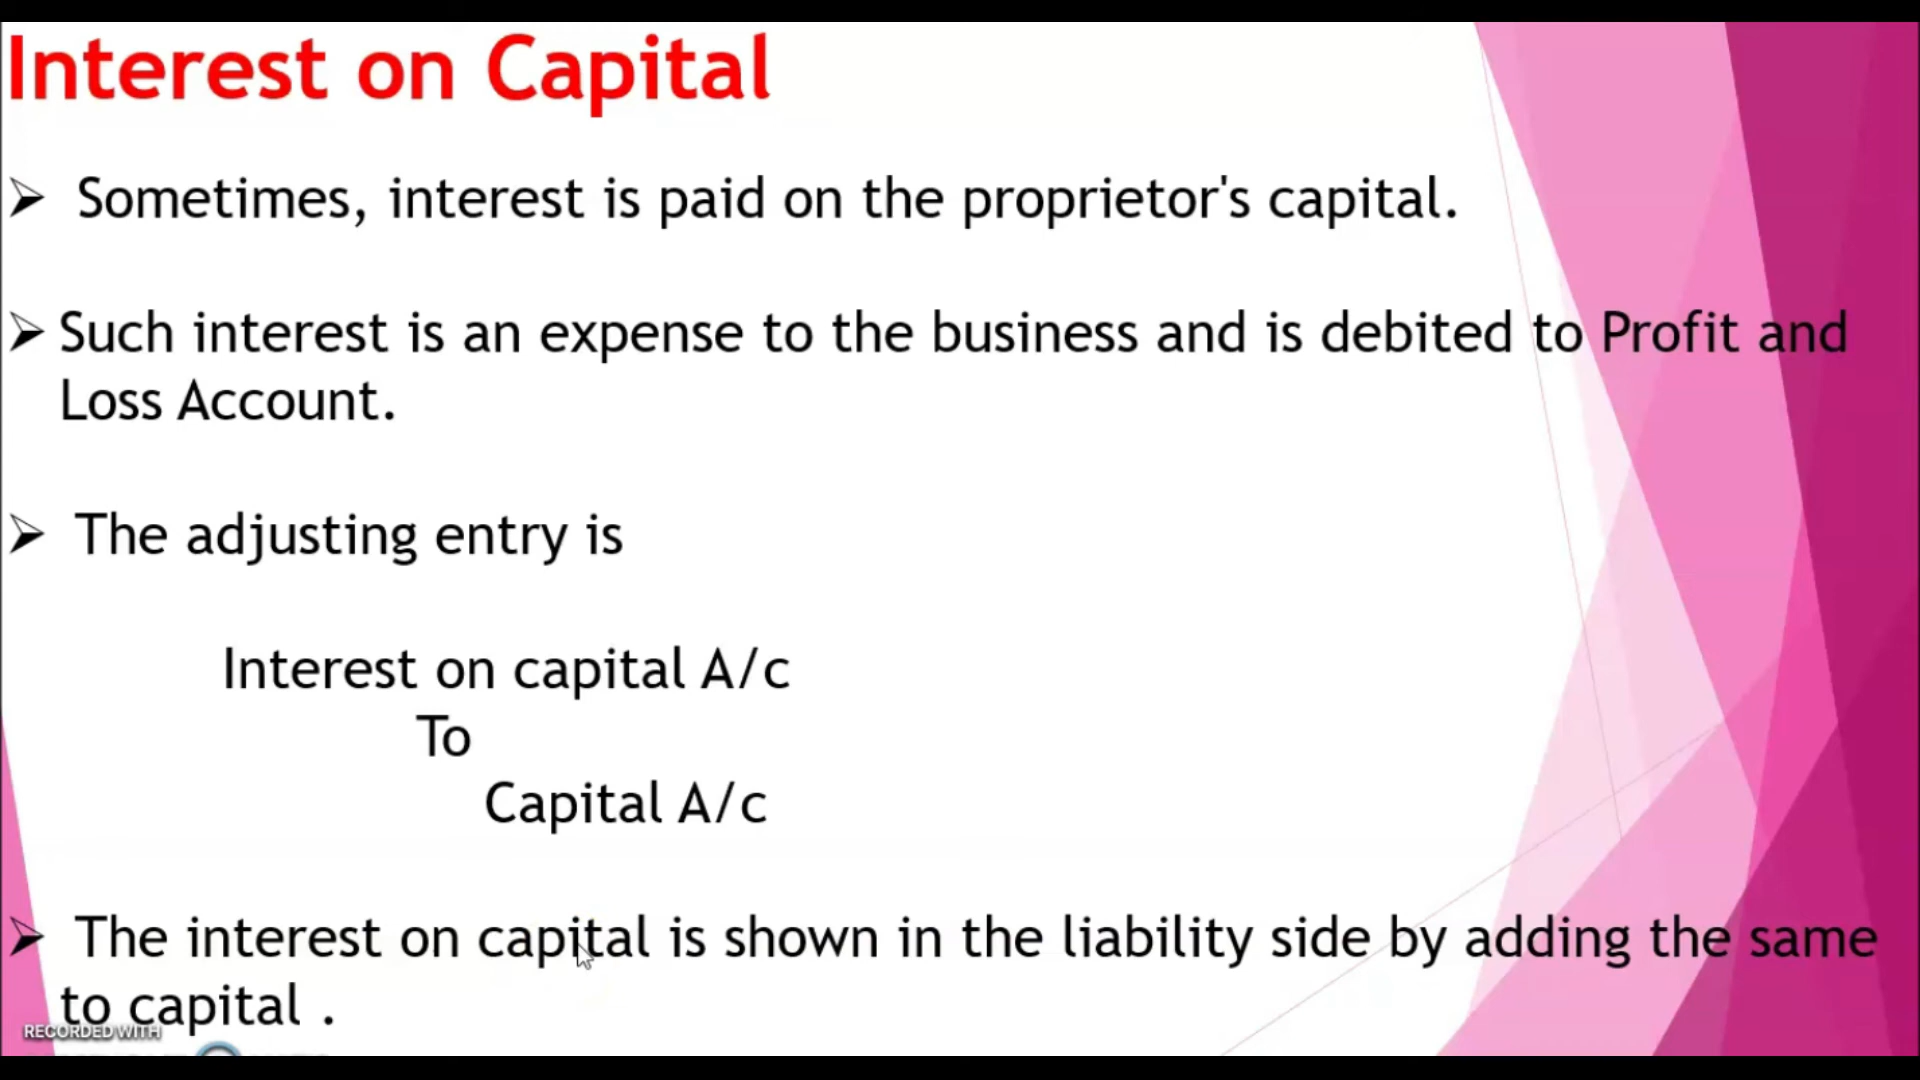 Interest on Capital
➢ Sometimes, interest is paid on the proprietor's capital.
➢ Such interest is an expense to the business and is debited to Profit and
Loss Account.
➢ The adjusting entry is
Interest on capital A/c
To
Capital A/c
➢ The interest on capital is shown in the liability side by adding the same
to capital .
RECORDED WITH